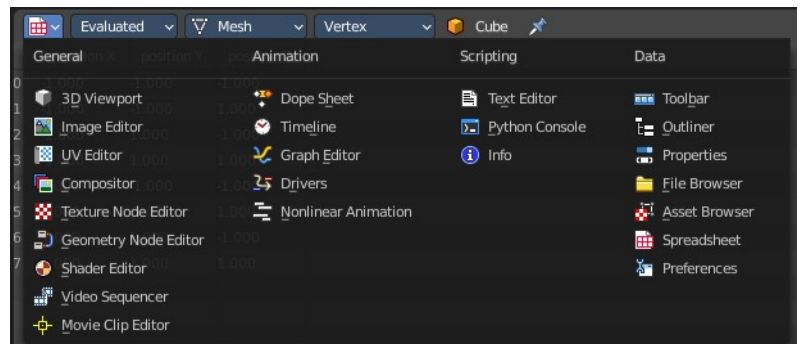 Evaluated Mesh Vertex Cube
General Animation Scripting Data
3D Viewport Dope Sheet Text Editor Toolbar
Image Editor Timeline Python Console Outliner
UV Editor Graph Editor Info Properties
Compositor Drivers File Browser
Texture Node Editor Nonlinear Animation Asset Browser
Geometry Node Editor Spreadsheet
Shader Editor Preferences
Video Sequencer
Movie Clip Editor